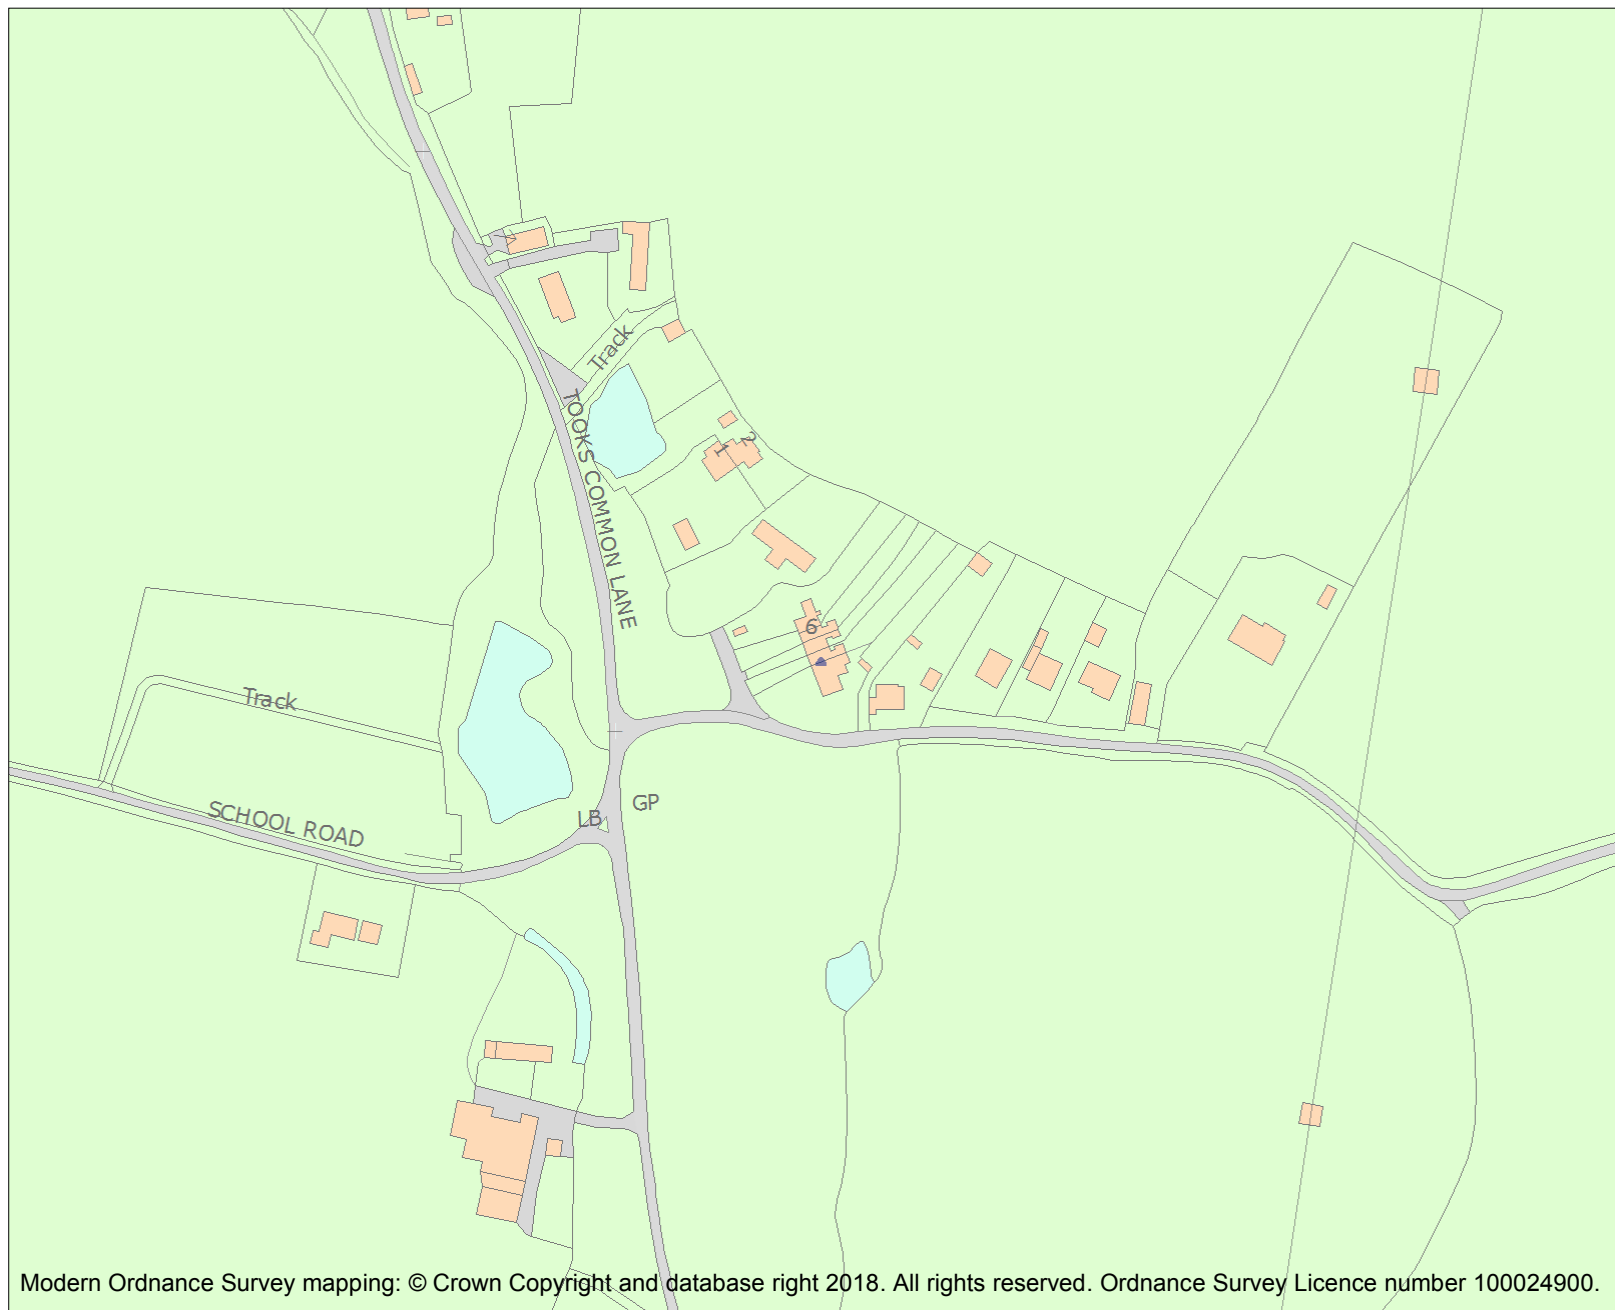 Track
TOOKS COMMON LANE
1
2
6
Track
SCHOOL ROAD
LB
GP
Modern Ordnance Survey mapping: © Crown Copyright and database right 2018. All rights reserved. Ordnance Survey Licence number 100024900.